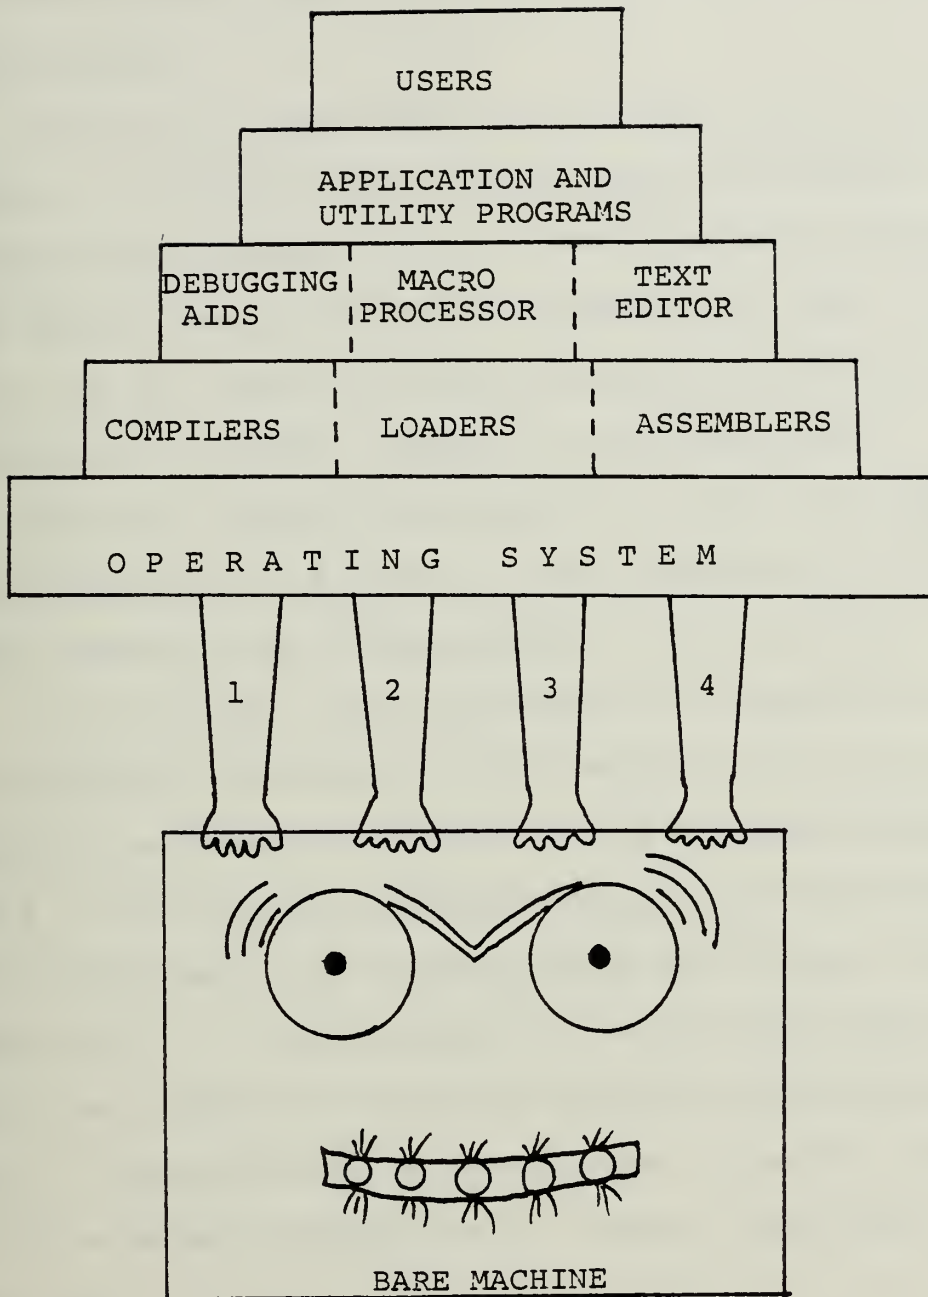 USERS
APPLICATION AND
UTILITY PROGRAMS
DEBUGGING
AIDS
MACRO
PROCESSOR
TEXT
EDITOR
COMPILERS
LOADERS
ASSEMBLERS
OPERATING SYSTEM
1
2
3
4
BARE MACHINE